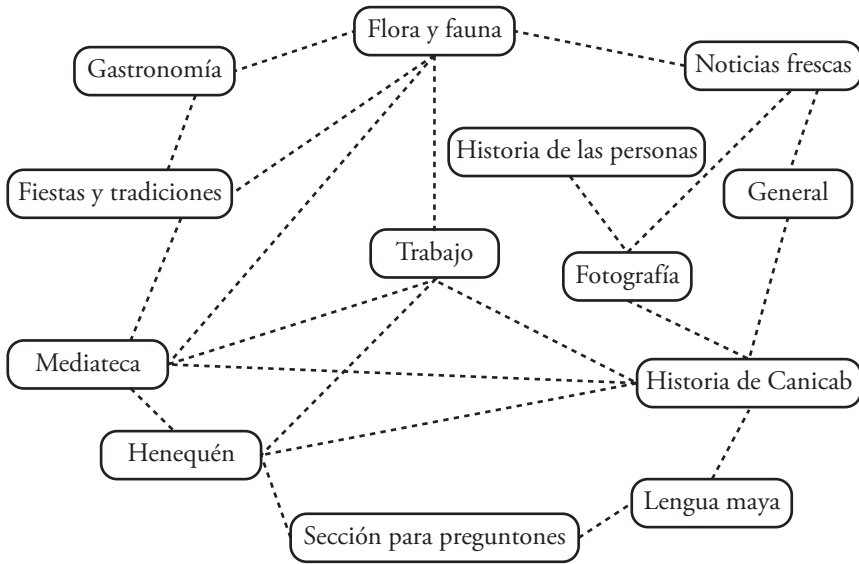 Flora y fauna
Gastronomía
Noticias frescas
Historia de las personas
Fiestas y tradiciones
General
Trabajo
Fotografía
Mediateca
Historia de Canicab
Henequén
Lengua maya
Sección para preguntones